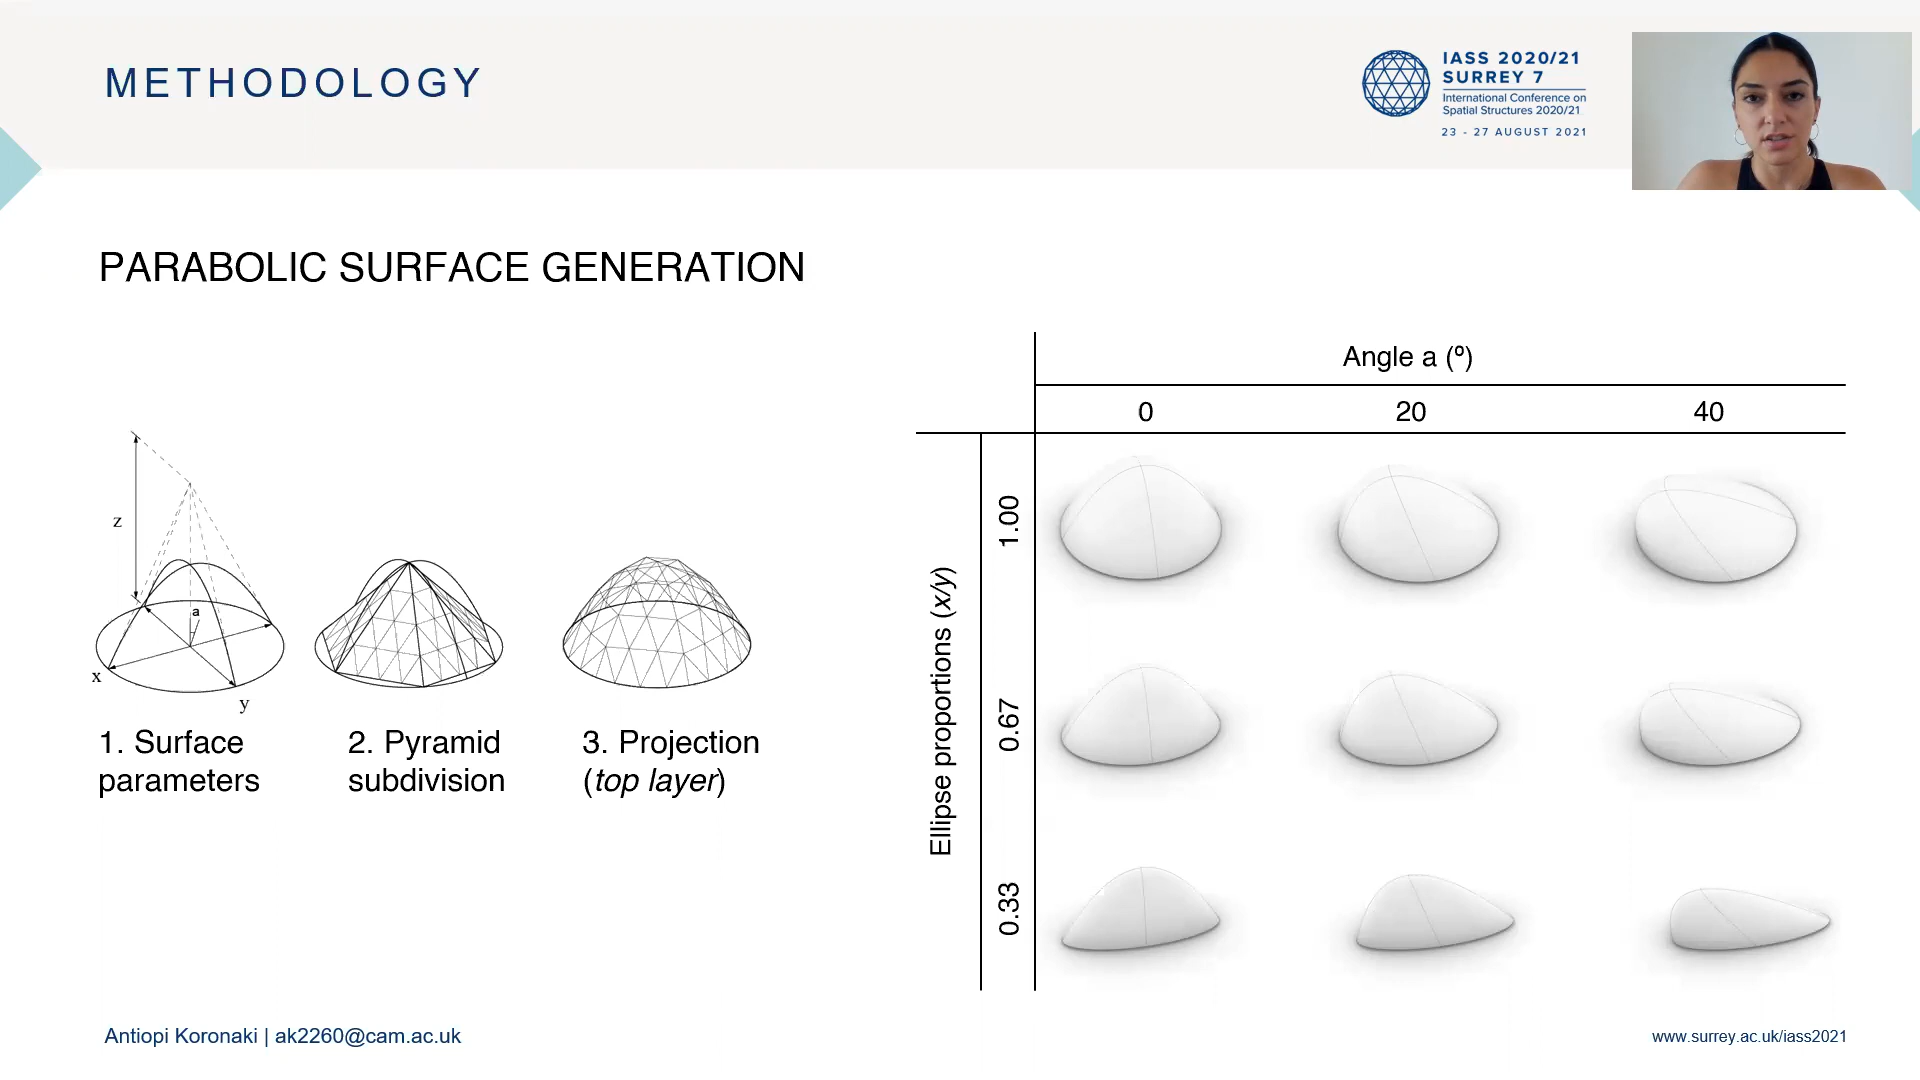 METHODOLOGY
IASS 2020/21
SURREY 7
International Conference on
Spatial Structures 2020/21
23 - 27 AUGUST 2021
PARABOLIC SURFACE GENERATION
z
a
x
y
1. Surface
parameters
2. Pyramid
subdivision
3. Projection
(top layer)
Angle a (º)
0 20 40
Ellipse proportions (x/y)
1.00
0.67
0.33
Antiopi Koronaki | ak2260@cam.ac.uk
www.surrey.ac.uk/iass2021